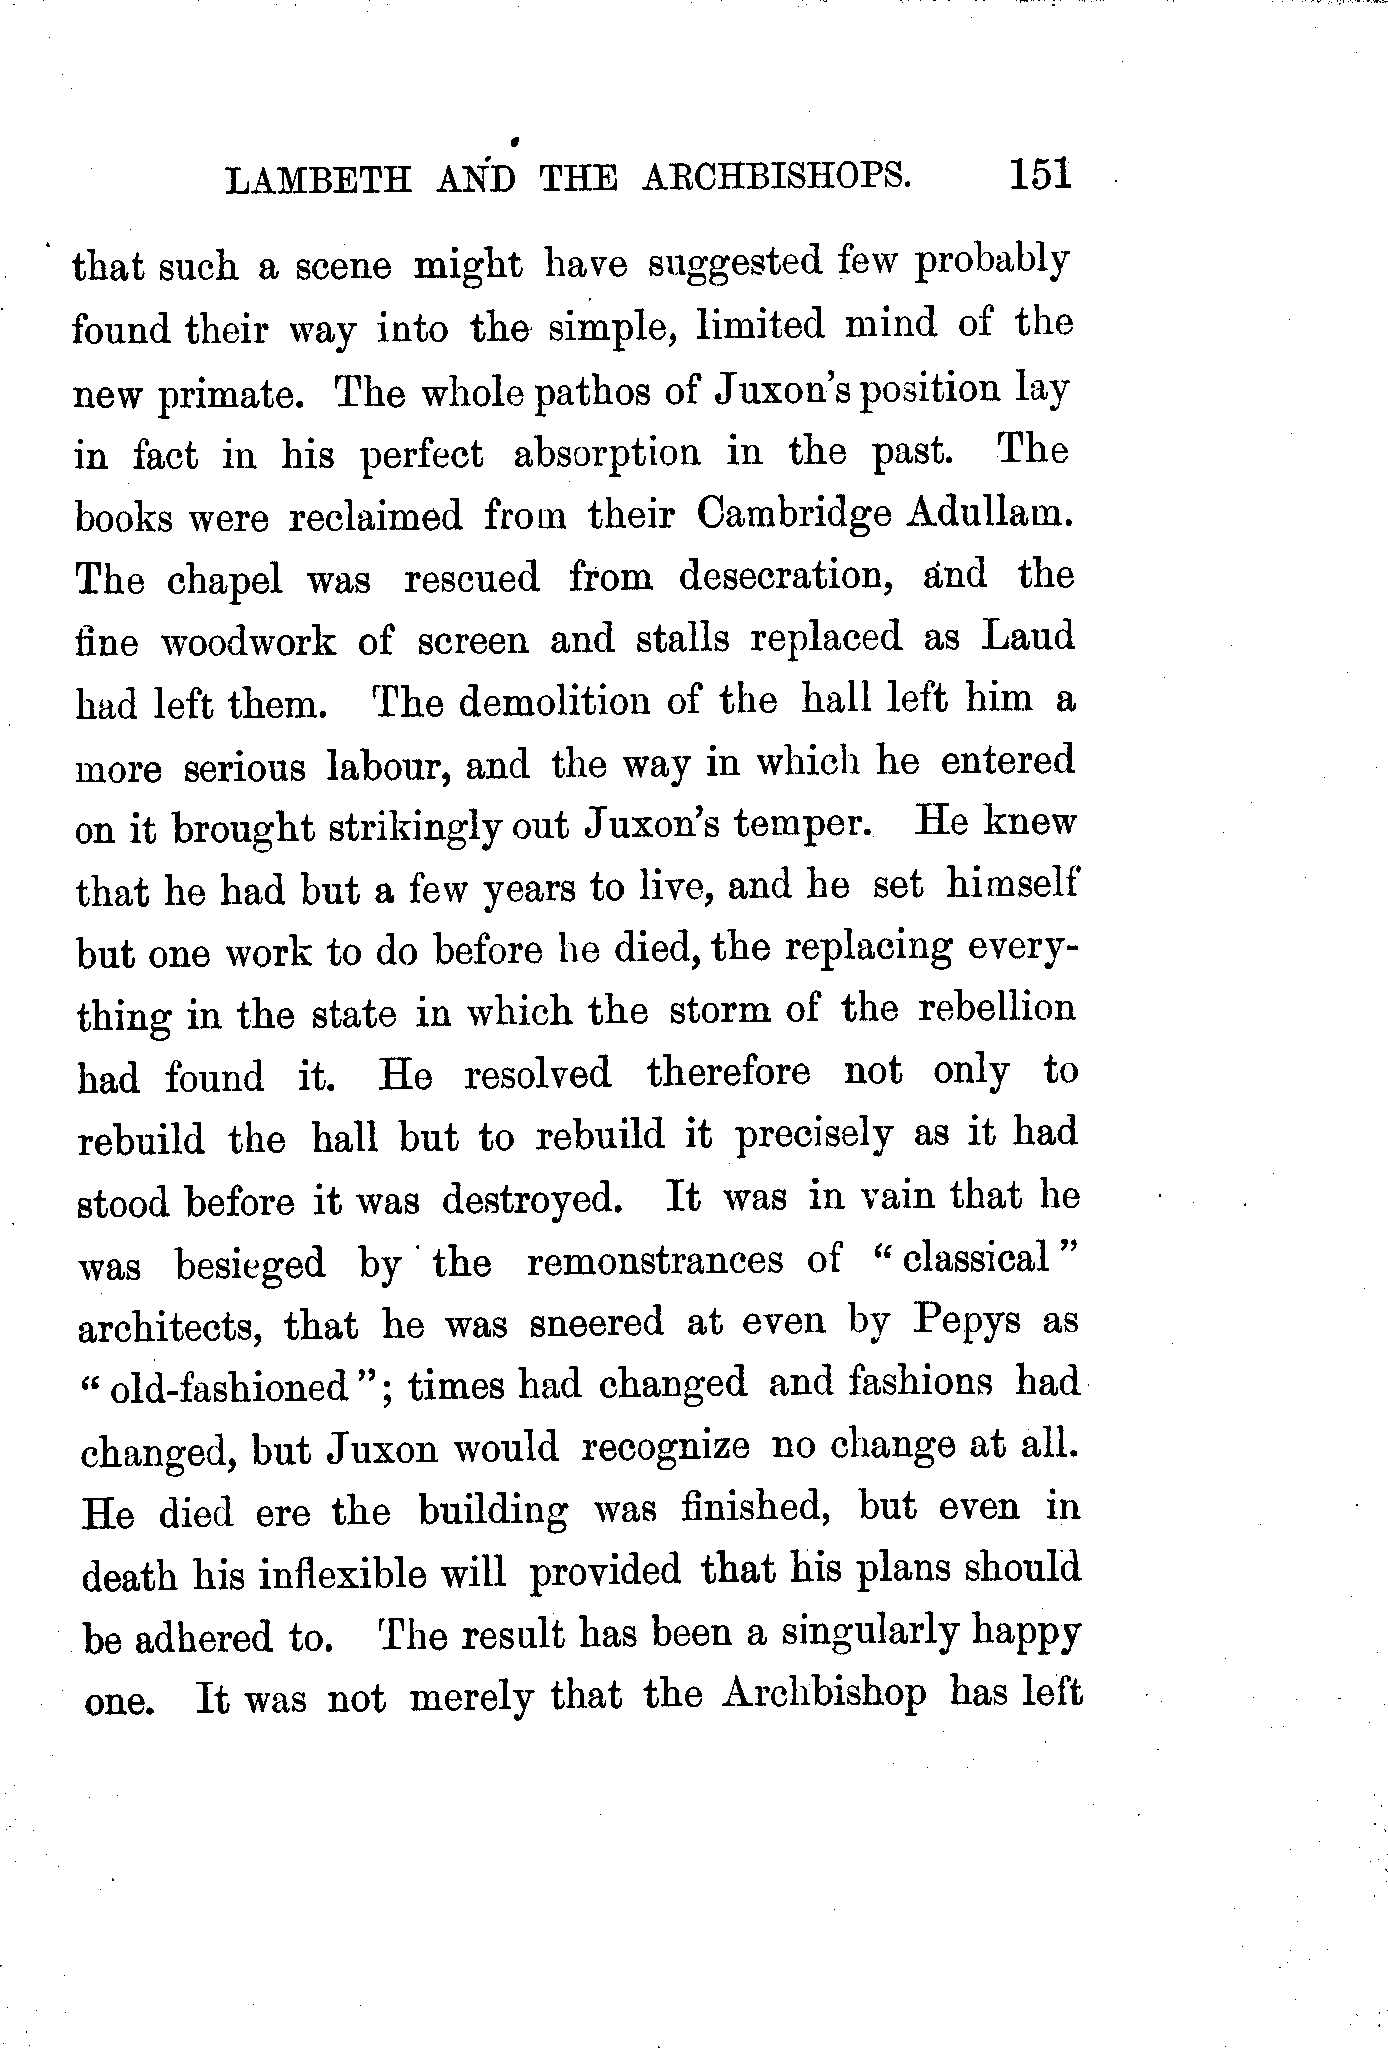 LAMBETH AND THE ARCHBISHOPS. 151
that such a scene might have suggested few probably
found their way into the simple, limited mind of the
new primate. The whole pathos of Juxon's position lay
in fact in his perfect absorption in the past. The
books were reclaimed from their Cambridge Adullam.
The chapel was rescued from desecration, and the
fine woodwork of screen and stalls replaced as Laud
had left them. The demolition of the hall left him a
more serious labour, and the way in which he entered
on it brought strikingly out Juxon's temper. He knew
that he had but a few years to live, and he set himself
but one work to do before he died, the replacing every-
thing in the state in which the storm of the rebellion
had found it. He resolved therefore not only to
rebuild the hall but to rebuild it precisely as it had
stood before it was destroyed. It was in vain that he
was besieged by the remonstrances of "classical"
architects, that he was sneered at even by Pepys as
"old-fashioned"; times had changed and fashions had
changed, but Juxon would recognize no change at all.
He died ere the building was finished, but even in
death his inflexible will provided that his plans should
be adhered to. The result has been a singularly happy
one. It was not merely that the Archbishop has left